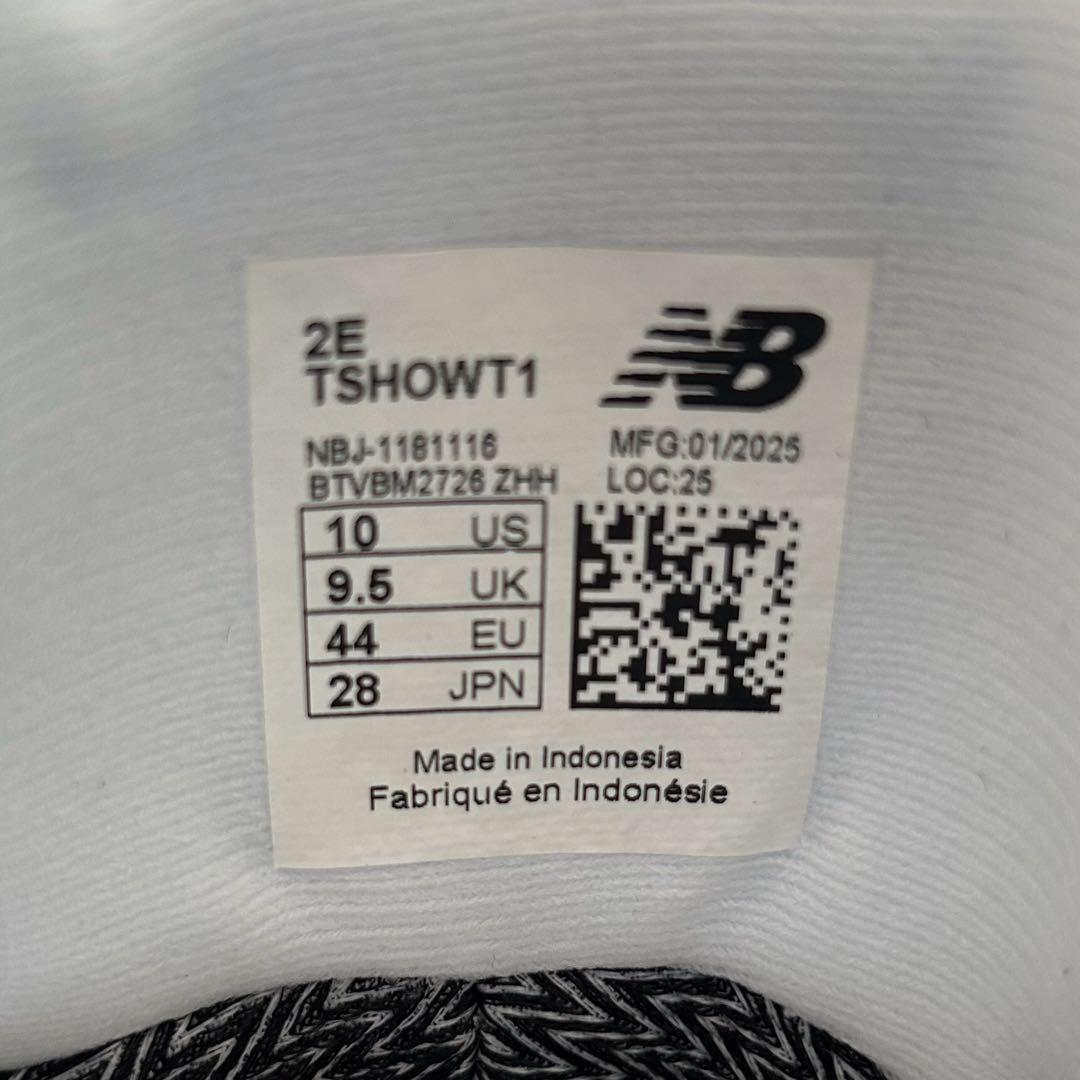 2E
TSHOWT1
NB
NBJ-1181116
MFG:01/2025
BTVBM2726 ZHH
LOC:25
10 US
9.5 UK
44 EU
28 JPN
Made in Indonesia
Fabriqué en Indonésie